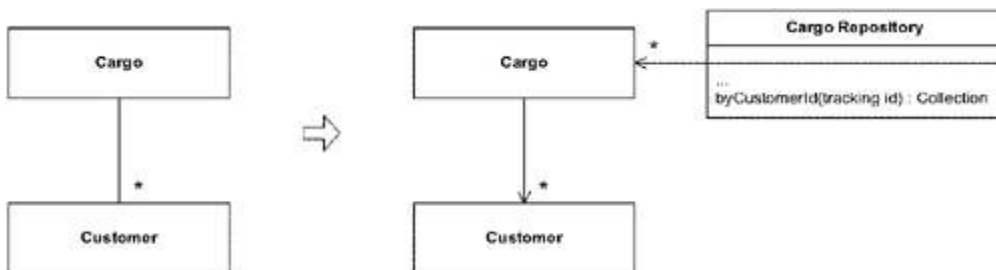 Cargo
*
Customer
Cargo
*
Customer
*
Cargo Repository
...
byCustomerId(tracking id) : Collection